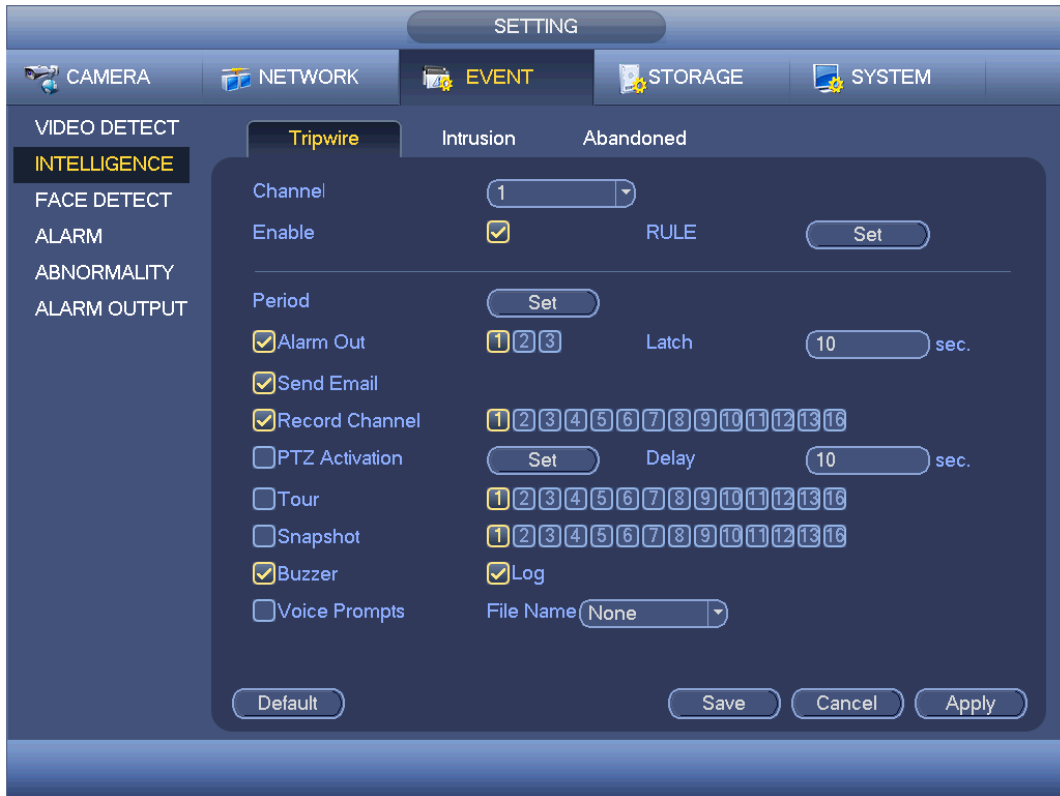 SETTING
CAMERA NETWORK EVENT STORAGE SYSTEM
VIDEO DETECT
INTELLIGENCE
FACE DETECT
ALARM
ABNORMALITY
ALARM OUTPUT
Tripwire Intrusion Abandoned
Channel 1
Enable RULE Set
Period Set
Alarm Out 1 2 3 Latch 10 sec.
Send Email
Record Channel 1 2 3 4 5 6 7 8 9 10 11 12 13 16
PTZ Activation Set Delay 10 sec.
Tour 1 2 3 4 5 6 7 8 9 10 11 12 13 16
Snapshot 1 2 3 4 5 6 7 8 9 10 11 12 13 16
Buzzer Log
Voice Prompts File Name None
Default Save Cancel Apply